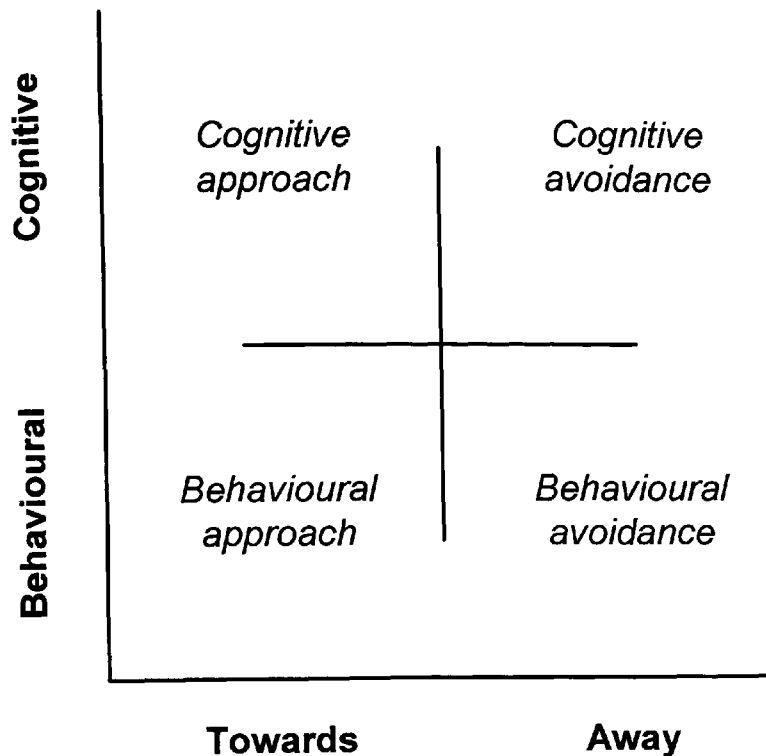 Cognitive
Cognitive
approach
Cognitive
avoidance
Behavioural
Behavioural
approach
Behavioural
avoidance
Towards
Away